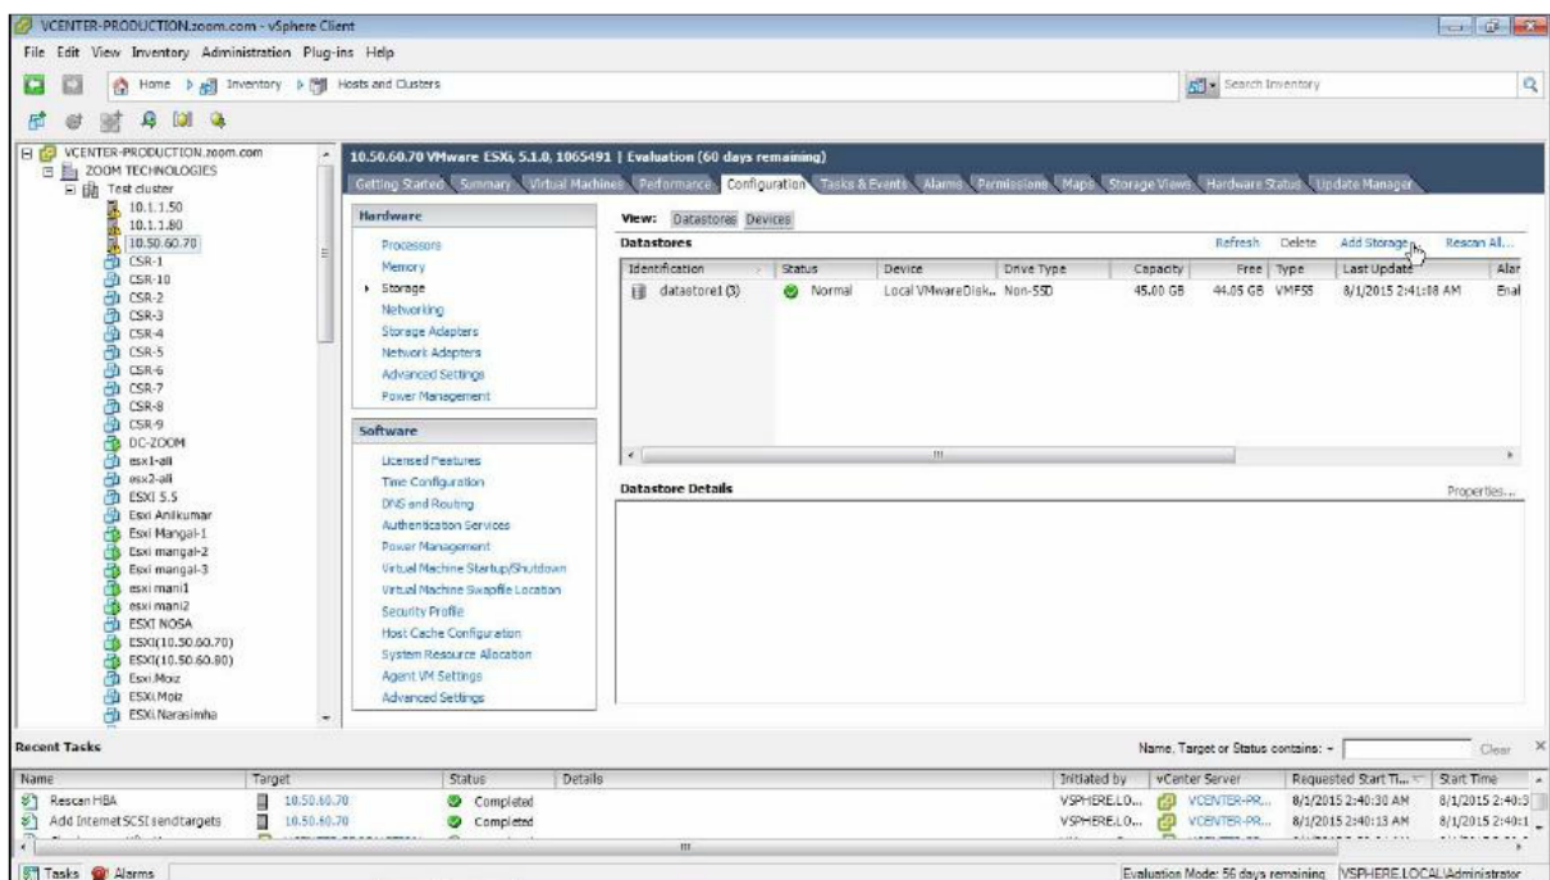 VCENTER-PRODUCTION.zoom.com - vSphere Client
File Edit View Inventory Administration Plug-ins Help
Home Inventory Hosts and Clusters
Search Inventory
VCENTER-PRODUCTION.zoom.com
ZOOM TECHNOLOGIES
Test cluster
10.1.1.50
10.1.1.80
10.50.60.70
CSR-1
CSR-10
CSR-2
CSR-3
CSR-4
CSR-5
CSR-6
CSR-7
CSR-8
CSR-9
DC-ZOOM
esx1-ali
esx2-ali
ESXI 5.5
Esxi Anilkumar
Esxi Mangal-1
Esxi mangal-2
Esxi mangal-3
esxi mani1
esxi mani2
ESXI NOSA
ESXI(10.50.60.70)
ESXI(10.50.60.80)
Esxi.Moiz
ESXi.Moiz
ESXi.Narasimha
10.50.60.70 VMware ESXi, 5.1.0, 1065491 | Evaluation (60 days remaining)
Getting Started Summary Virtual Machines Performance Configuration Tasks & Events Alarms Permissions Maps Storage Views Hardware Status Update Manager
Hardware
Processors
Memory
Storage
Networking
Storage Adapters
Network Adapters
Advanced Settings
Power Management
Software
Licensed Features
Time Configuration
DNS and Routing
Authentication Services
Power Management
Virtual Machine Startup/Shutdown
Virtual Machine Swapfile Location
Security Profile
Host Cache Configuration
System Resource Allocation
Agent VM Settings
Advanced Settings
View: Datastores Devices
Datastores Refresh Delete Add Storage Rescan Al...
Identification Status Device Drive Type Capacity Free Type Last Update Alar
datastore1 (3) Normal Local VMwareDisk... Non-SSD 45.00 GB 44.05 GB VMFS5 8/1/2015 2:41:08 AM Enal
Datastore Details
Properties...
Recent Tasks Name, Target or Status contains: Clear
Name Target Status Details Initiated by vCenter Server Requested Start Ti... Start Time
Rescan HBA 10.50.60.70 Completed VSPHERE.LO... VCENTER-PR... 8/1/2015 2:40:30 AM 8/1/2015 2:40:3
Add Internet SCSI send targets 10.50.60.70 Completed VSPHERE.LO... VCENTER-PR... 8/1/2015 2:40:13 AM 8/1/2015 2:40:1
Tasks Alarms Evaluation Mode: 56 days remaining VSPHERE.LOCAL\Administrator